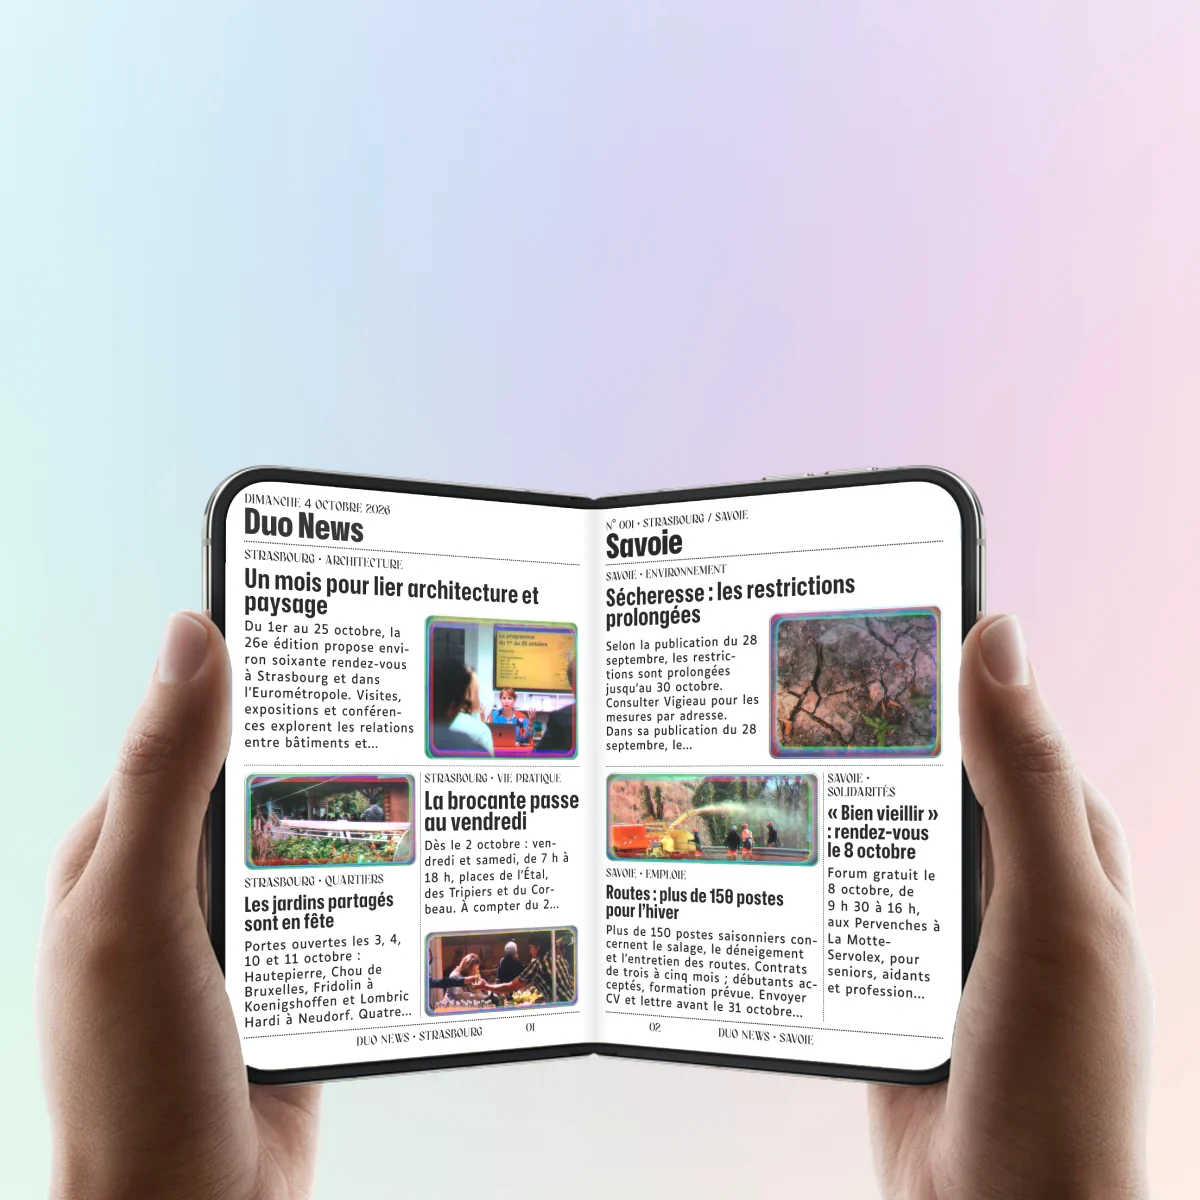 DIMANCHE 4 OCTOBRE 2026
Duo News
STRASBOURG • ARCHITECTURE
Un mois pour lier architecture et
paysage
Du 1er au 25 octobre, la
26e édition propose envi-
ron soixante rendez-vous
à Strasbourg et dans
l'Eurométropole. Visites,
expositions et conféren-
ces explorent les relations
entre bâtiments et...
Le programme
du 1er au 25 octobre
STRASBOURG • QUARTIERS
Les jardins partagés
sont en fête
Portes ouvertes les 3, 4,
10 et 11 octobre :
Hautepierre, Chou de
Bruxelles, Fridolin à
Koenigshoffen et Lombric
Hardi à Neudorf. Quatre...
STRASBOURG • VIE PRATIQUE
La brocante passe
au vendredi
Dès le 2 octobre : ven-
dredi et samedi, de 7 h à
18 h, places de l'Étal,
des Tripiers et du Cor-
beau. À compter du 2...
DUO NEWS • STRASBOURG
01
N° 001 • STRASBOURG / SAVOIE
Savoie
SAVOIE • ENVIRONNEMENT
Sécheresse : les restrictions
prolongées
Selon la publication du 28
septembre, les restric-
tions sont prolongées
jusqu'au 30 octobre.
Consulter Vigieau pour les
mesures par adresse.
Dans sa publication du 28
septembre, le...
SAVOIE • EMPLOIE
Routes : plus de 150 postes
pour l'hiver
Plus de 150 postes saisonniers con-
cernent le salage, le déneigement
et l'entretien des routes. Contrats
de trois à cinq mois ; débutants ac-
ceptés, formation prévue. Envoyer
CV et lettre avant le 31 octobre...
SAVOIE •
SOLIDARITÉS
« Bien vieillir »
: rendez-vous
le 8 octobre
Forum gratuit le
8 octobre, de
9 h 30 à 16 h,
aux Pervenches à
La Motte-
Servolex, pour
seniors, aidants
et profession...
02
DUO NEWS • SAVOIE